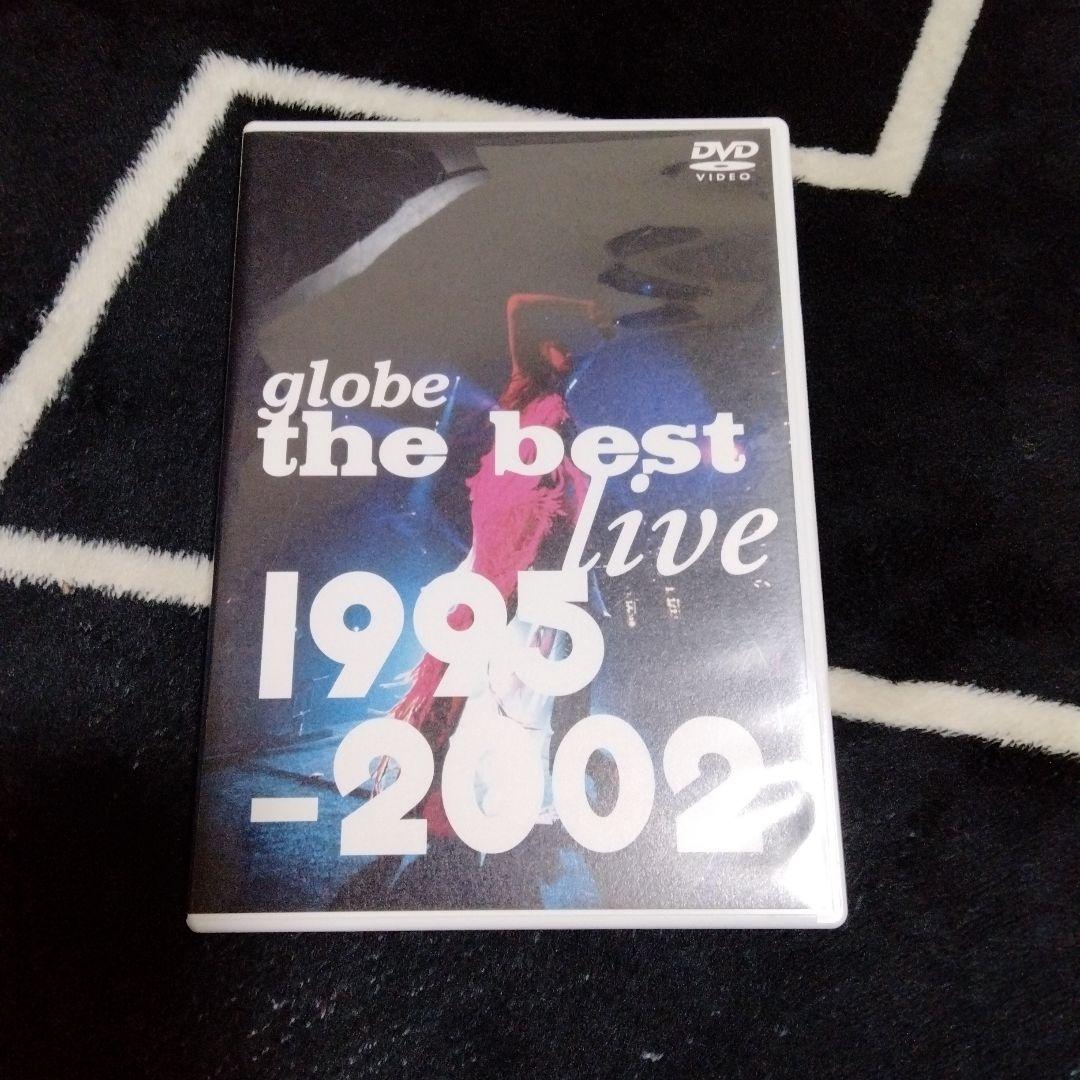 DVD
VIDEO
globe
the best
live
1995
-2002